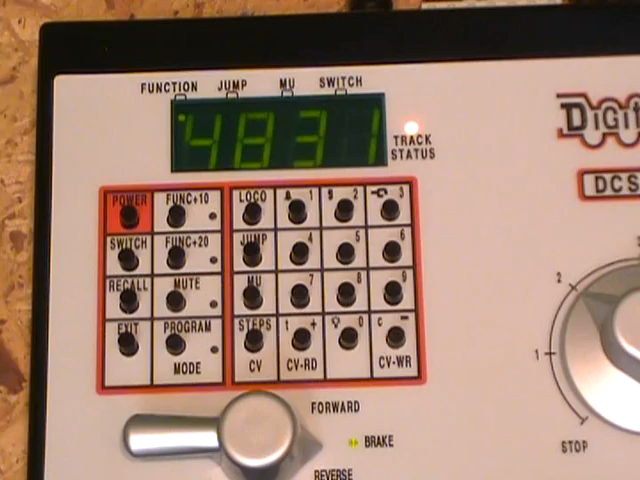 FUNCTION JUMP MU SWITCH
4831
TRACK
STATUS
DIGIT
DCS
POWER FUNC+10 LOCO 1 2 3
SWITCH FUNC+20 JUMP 4 5 6
RECALL MUTE MU 7 8 9
EXIT PROGRAM STEPS t + 0 c -
MODE CV CV-RD CV-WR
FORWARD
BRAKE
REVERSE
2
1
STOP